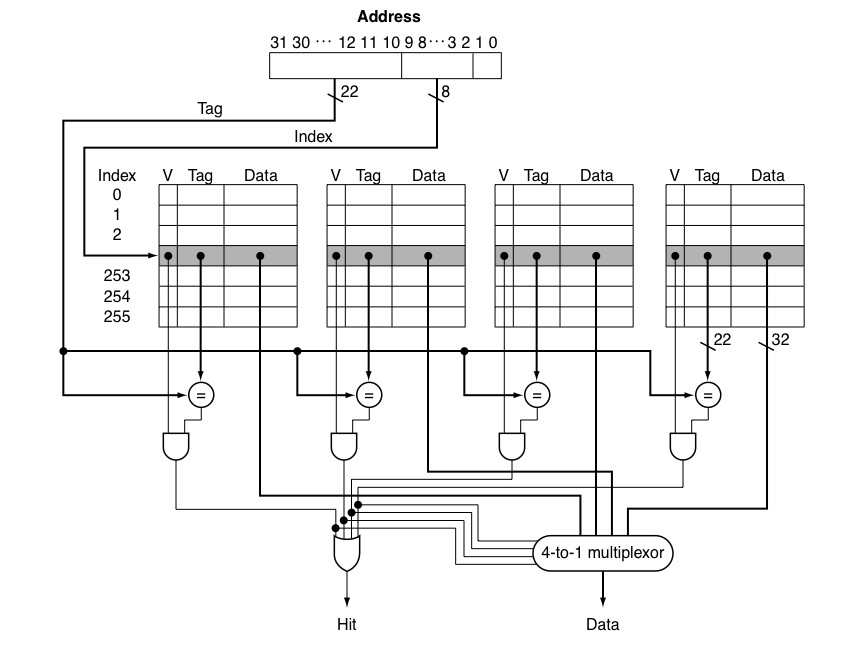 Address
31 30 ··· 12 11 10 9 8 ··· 3 2 1 0
22
8
Tag
Index
Index
V Tag Data
V Tag Data
V Tag Data
V Tag Data
0
1
2
253
254
255
22
32
=
=
=
=
4-to-1 multiplexor
Hit
Data